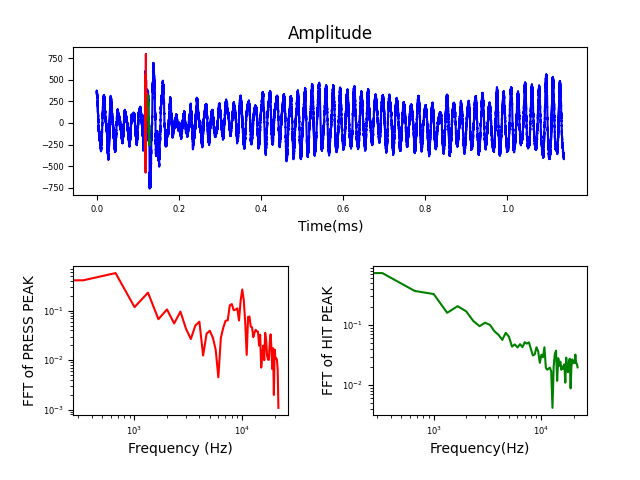 Amplitude
750
500
250
0
−250
−500
−750
0.0 0.2 0.4 0.6 0.8 1.0
Time(ms)
FFT of PRESS PEAK
10⁻¹
10⁻²
10⁻³
10³ 10⁴
Frequency (Hz)
FFT of HIT PEAK
10⁻¹
10⁻²
10³ 10⁴
Frequency(Hz)